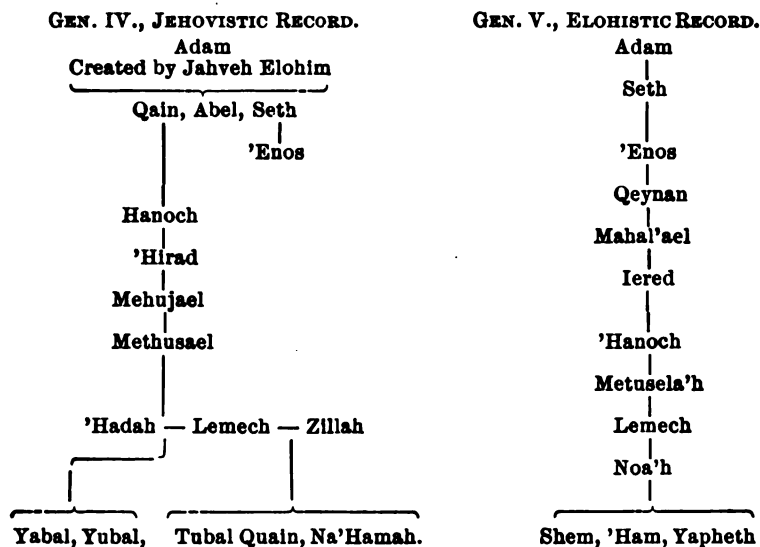 GEN. IV., JEHOVISTIC RECORD.
Adam
Created by Jahveh Elohim
Qain, Abel, Seth
'Enos
Hanoch
'Hirad
Mehujael
Methusael
'Hadah — Lemech — Zillah
Yabal, Yubal, Tubal Quain, Na'Hamah.
GEN. V., ELOHISTIC RECORD.
Adam
Seth
'Enos
Qeynan
Mahal'ael
Iered
'Hanoch
Metusela'h
Lemech
Noa'h
Shem, 'Ham, Yapheth